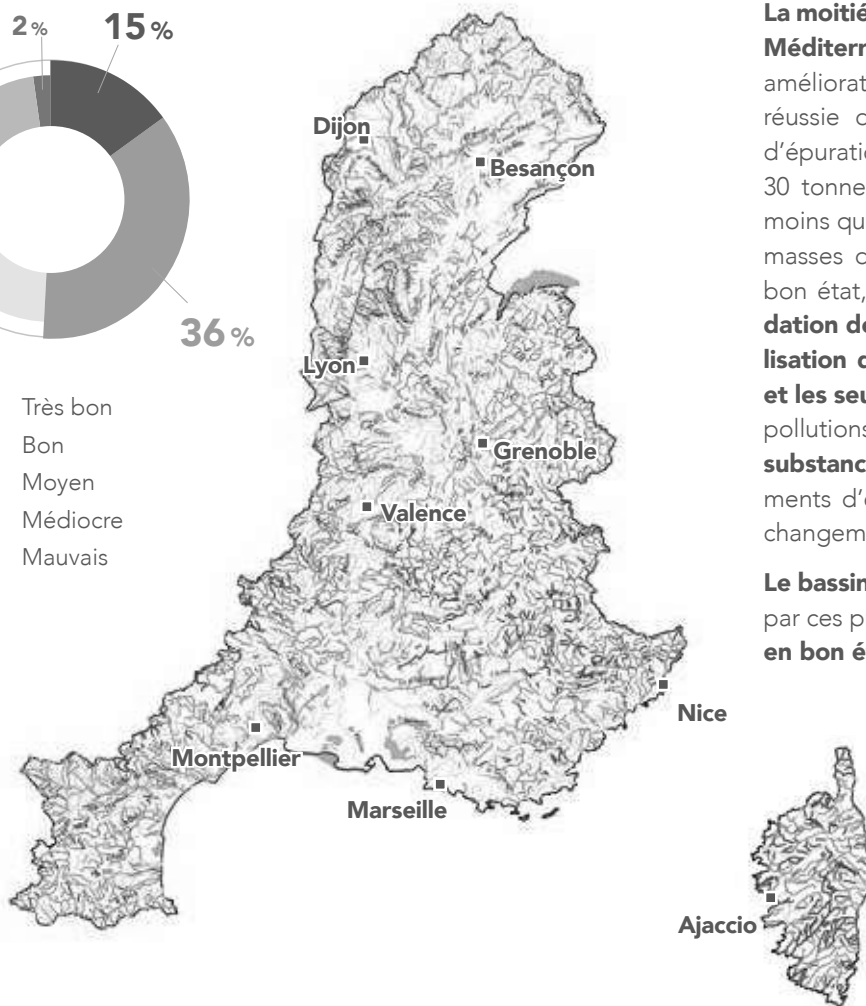 2 %
15 %
36 %
Très bon
Bon
Moyen
Médiocre
Mauvais
Dijon
Besançon
Lyon
Grenoble
Valence
Nice
Montpellier
Marseille
Ajaccio
La moitié
Méditerr
améliorat
réussie
d'épuratio
30 tonne
moins qu
masses
bon état,
dation de
lisation
et les seu
pollutions
substanc
ments d'
changem
Le bassin
par ces p
en bon é